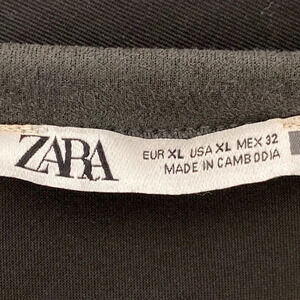 ZARA
EUR XL USA XL MEX 32
MADE IN CAMBODIA